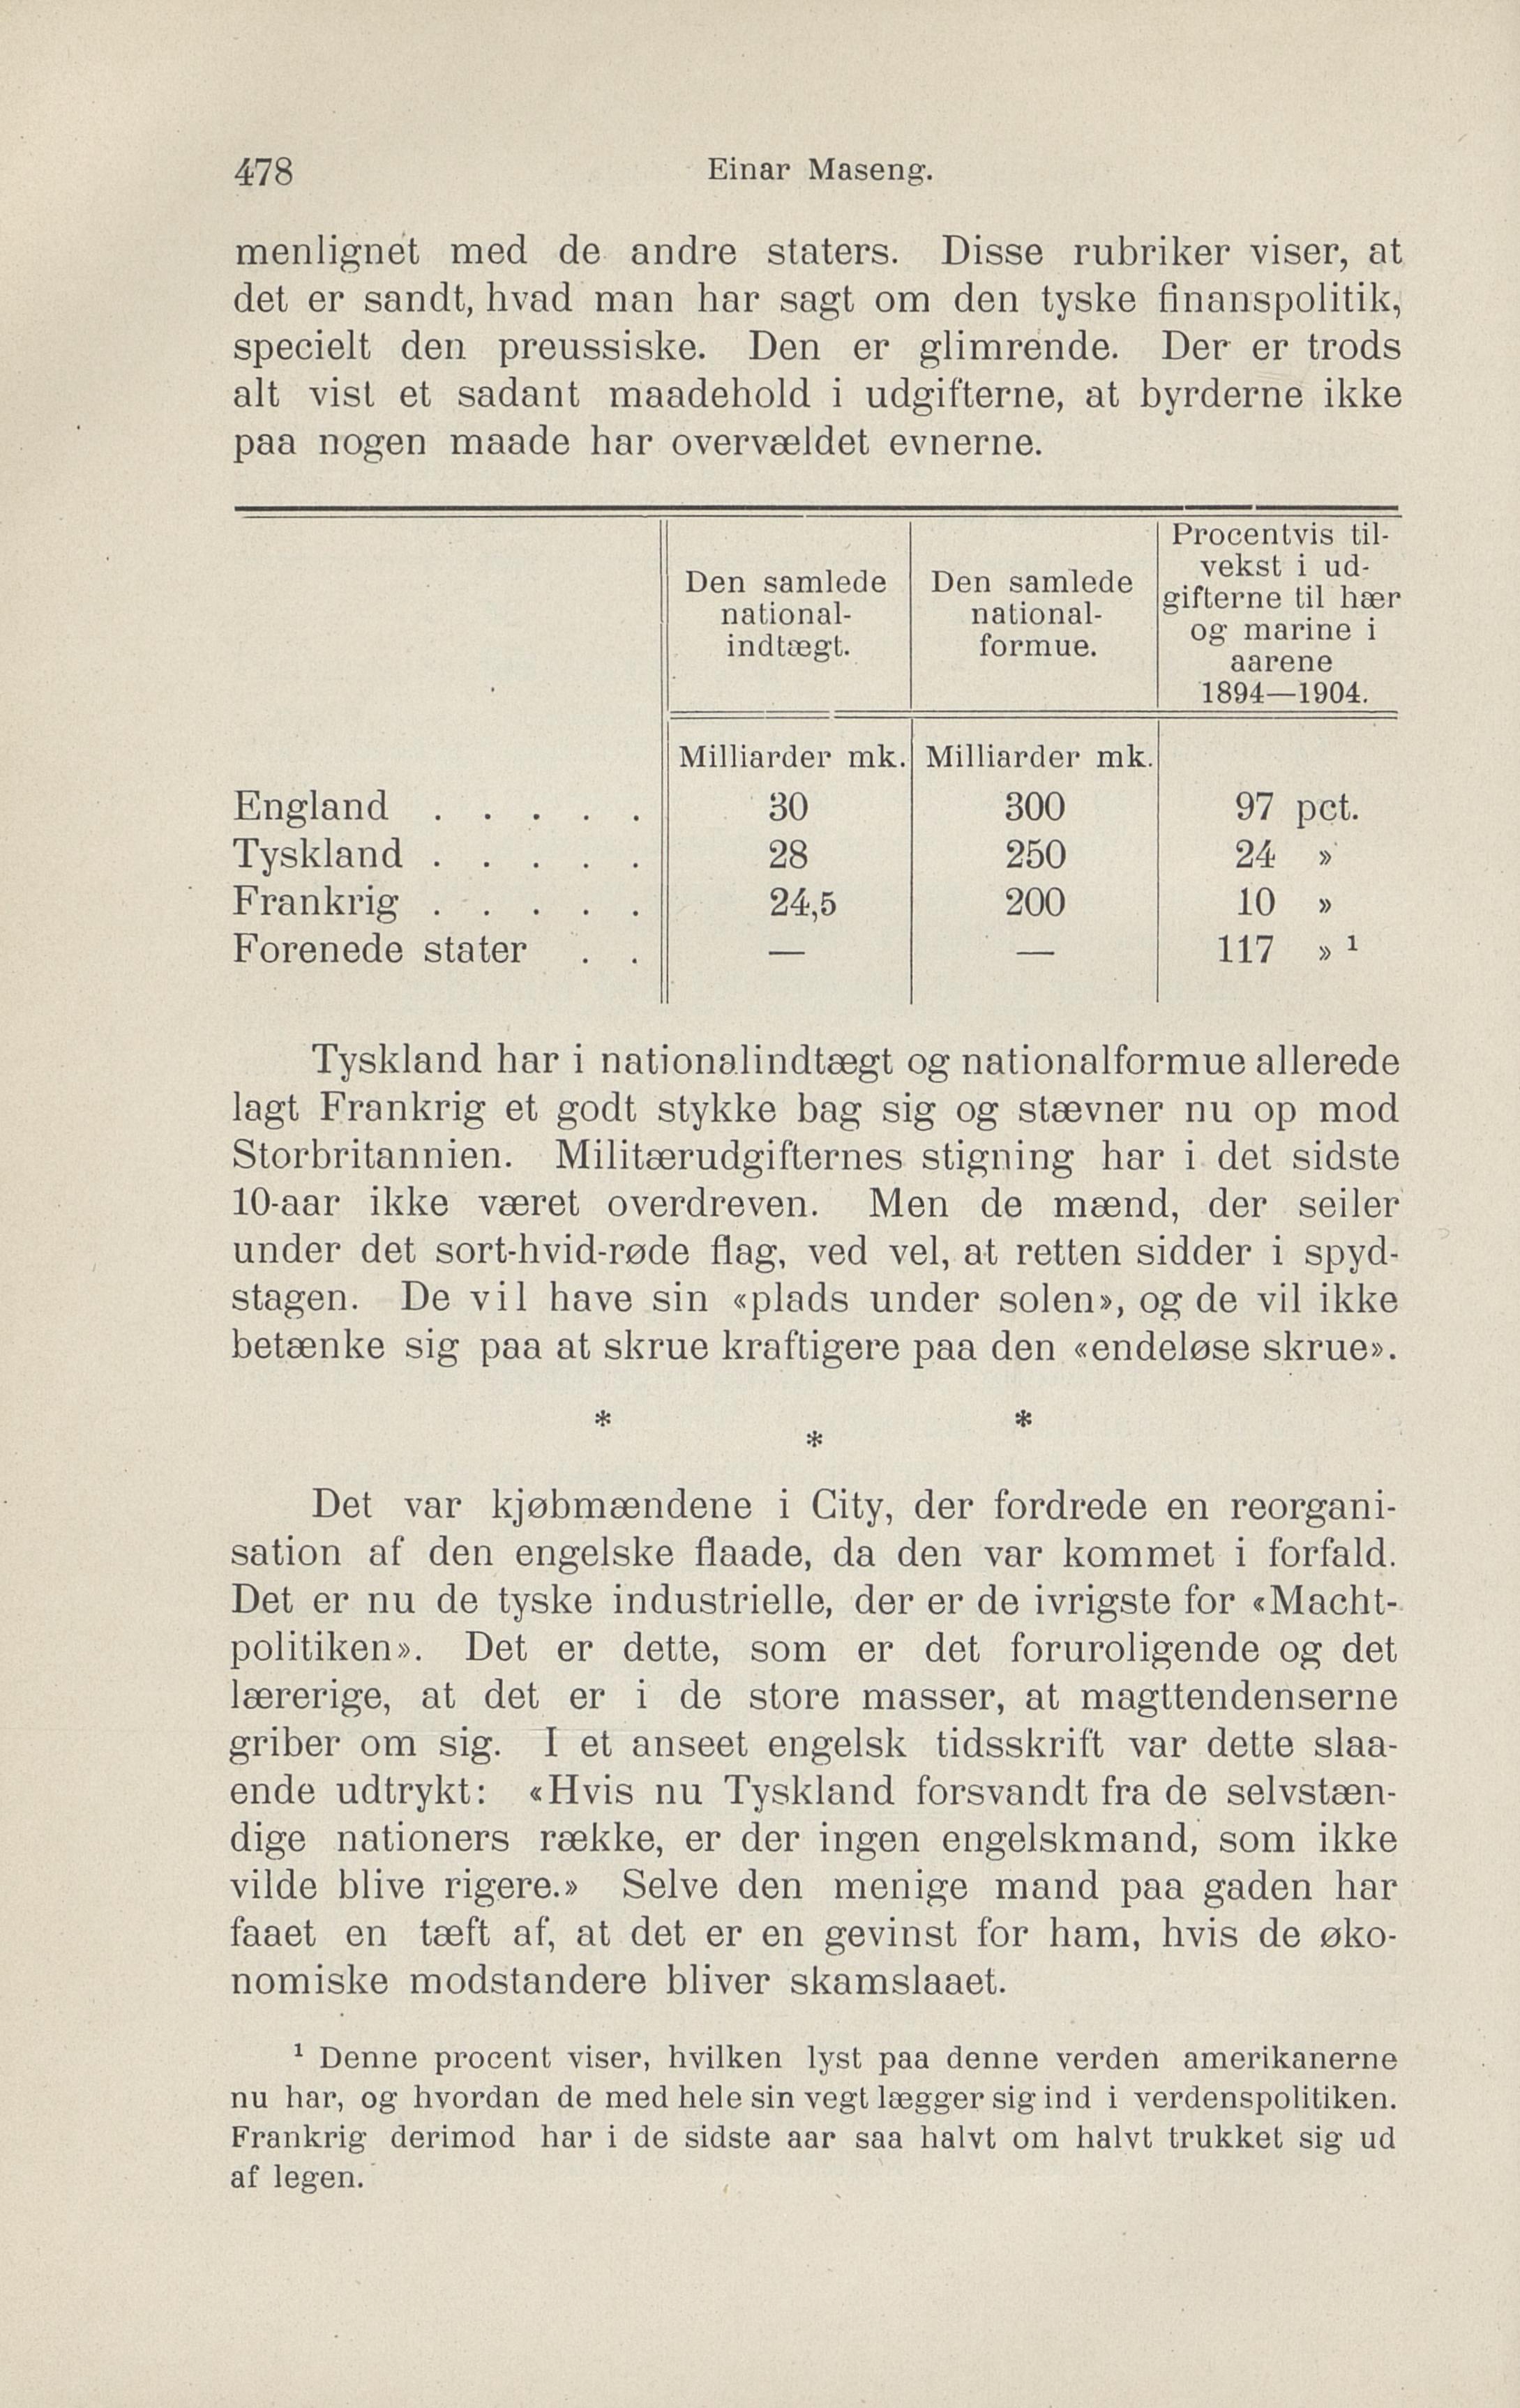 478
Einar Maseng.
menlignet med de andre staters. Disse rubriker viser, at
det er sandt, hvad man har sagt om den tyske finanspolitik,
specielt den preussiske. Den er glimrende. Der er trods
alt vist et sadant maadehold i udgifterne, at byrderne ikke
paa nogen maade har overvældet evnerne.
Den samlede
national-
indtægt.
Den samlede
national-
formue.
Procentvis til-
vekst i ud-
gifterne til hær
og marine i
aarene
1894—1904.
Milliarder mk. Milliarder mk.
England . . . . . 30 300 97 pct.
Tyskland . . . . . 28 250 24 »
Frankrig . . . . . 24,5 200 10 »
Forenede stater . . — — 117 » ¹
Tyskland har i nationalindtægt og nationalformue allerede
lagt Frankrig et godt stykke bag sig og stævner nu op mod
Storbritannien. Militærudgifternes stigning har i det sidste
10-aar ikke været overdreven. Men de mænd, der seiler
under det sort-hvid-røde flag, ved vel, at retten sidder i spyd-
stagen. De vil have sin «plads under solen», og de vil ikke
betænke sig paa at skrue kraftigere paa den «endeløse skrue».
* * *
Det var kjøbmændene i City, der fordrede en reorgani-
sation af den engelske flaade, da den var kommet i forfald.
Det er nu de tyske industrielle, der er de ivrigste for «Macht-
politiken». Det er dette, som er det foruroligende og det
lærerige, at det er i de store masser, at magttendenserne
griber om sig. I et anseet engelsk tidsskrift var dette slaa-
ende udtrykt: «Hvis nu Tyskland forsvandt fra de selvstæn-
dige nationers række, er der ingen engelskmand, som ikke
vilde blive rigere.» Selve den menige mand paa gaden har
faaet en tæft af, at det er en gevinst for ham, hvis de øko-
nomiske modstandere bliver skamslaaet.
¹ Denne procent viser, hvilken lyst paa denne verden amerikanerne
nu har, og hvordan de med hele sin vegt lægger sig ind i verdenspolitiken.
Frankrig derimod har i de sidste aar saa halvt om halvt trukket sig ud
af legen.